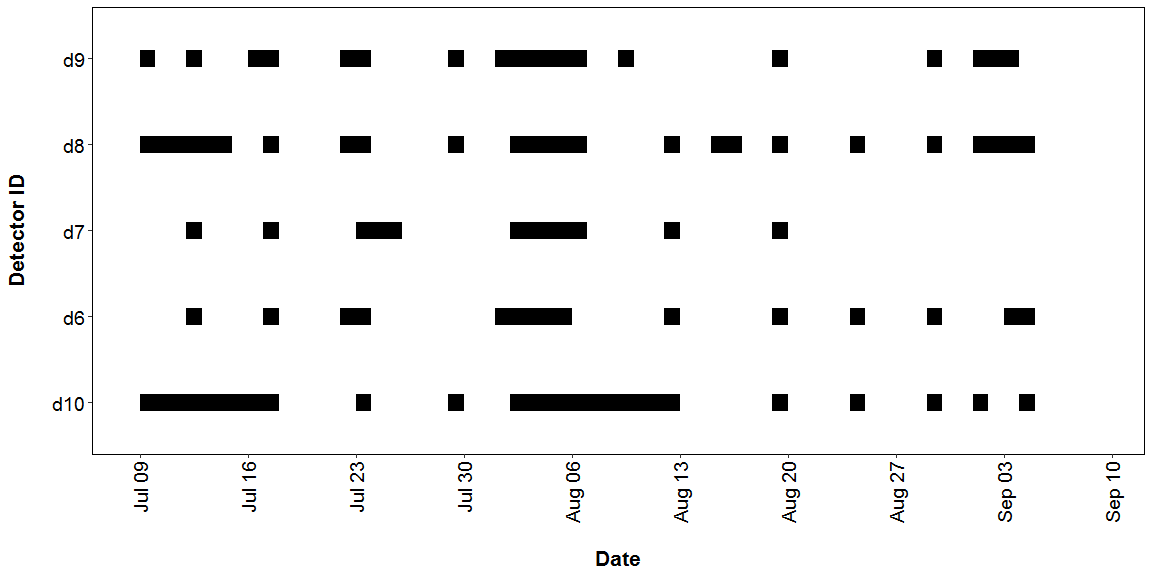 Detector ID
d9
d8
d7
d6
d10
Jul 09
Jul 16
Jul 23
Jul 30
Aug 06
Aug 13
Aug 20
Aug 27
Sep 03
Sep 10
Date